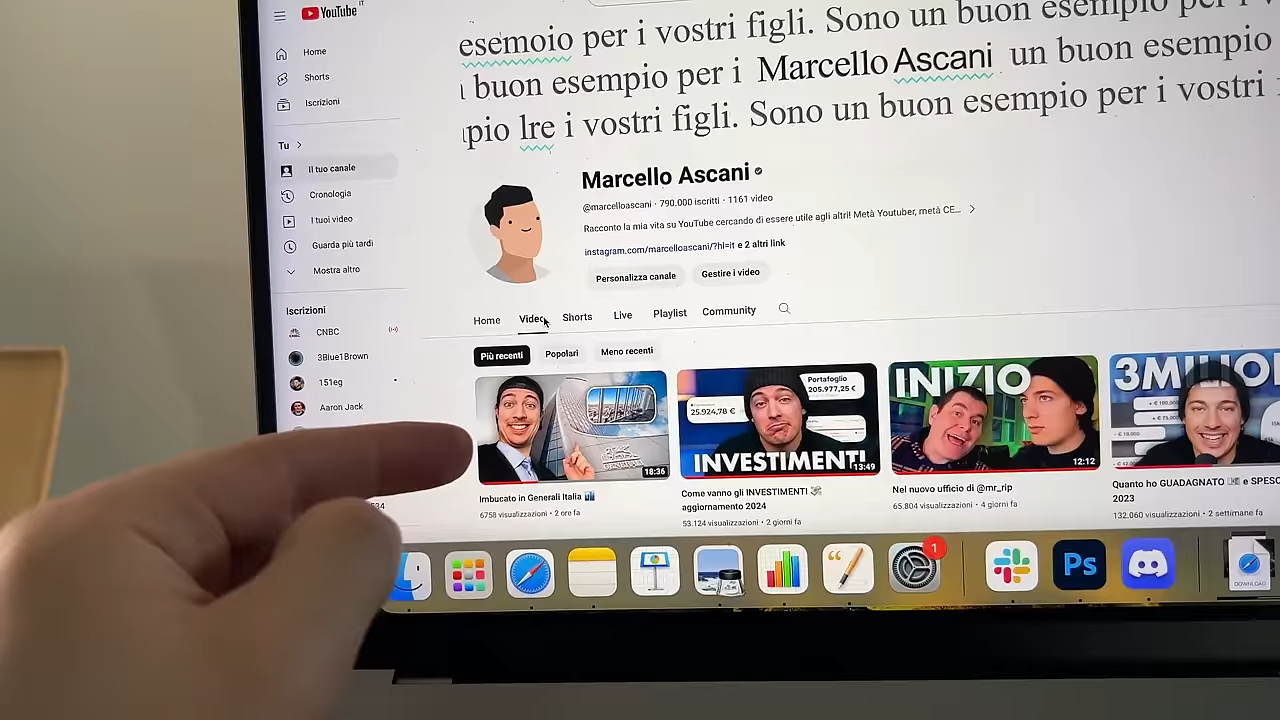 YouTube IT
esemoio per i vostri figli. Sono un buon esempio per i
buon esempio per i Marcello Ascani un buon esempio
pio lre i vostri figli. Sono un buon esempio per i vostri
Home
Shorts
Iscrizioni
Tu
Il tuo canale
Cronologia
I tuoi video
Guarda più tardi
Mostra altro
Iscrizioni
CNBC
3Blue1Brown
151eg
Aaron Jack
Marcello Ascani
@marcelloascani · 790.000 iscritti · 1161 video
Racconto la mia vita su YouTube cercando di essere utile agli altri! Metà Youtuber, metà CE...
instagram.com/marcelloascani/?hl=it e 2 altri link
Personalizza canale
Gestire i video
Home Video Shorts Live Playlist Community
Più recenti Popolari Meno recenti
18:36
Imbucato in Generali Italia
6758 visualizzazioni · 2 ore fa
Portafoglio
205.977,25 €
25.924,78 €
INVESTIMENTI
13:49
Come vanno gli INVESTIMENTI
aggiornamento 2024
53.124 visualizzazioni · 2 giorni fa
INIZIO
12:12
Nel nuovo ufficio di @mr_rip
65.804 visualizzazioni · 4 giorni fa
3MILIO
Quanto ho GUADAGNATO e SPESO
2023
132.060 visualizzazioni · 2 settimane fa
1
Ps
DOWNLOAD